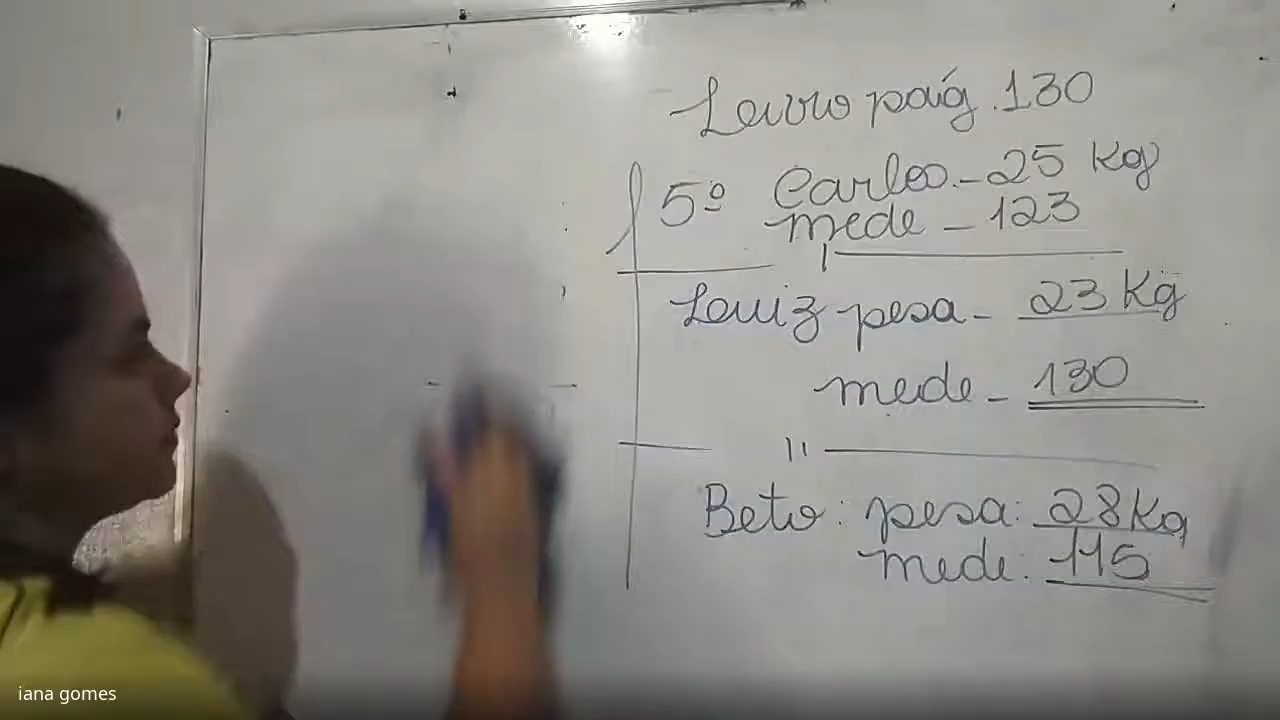 Livro pág. 130
5º Carlos - 25 Kg
mede - 123
Luiz pesa - 23 Kg
mede - 130
Beto: pesa: 28 Kg
mede: 115
iana gomes